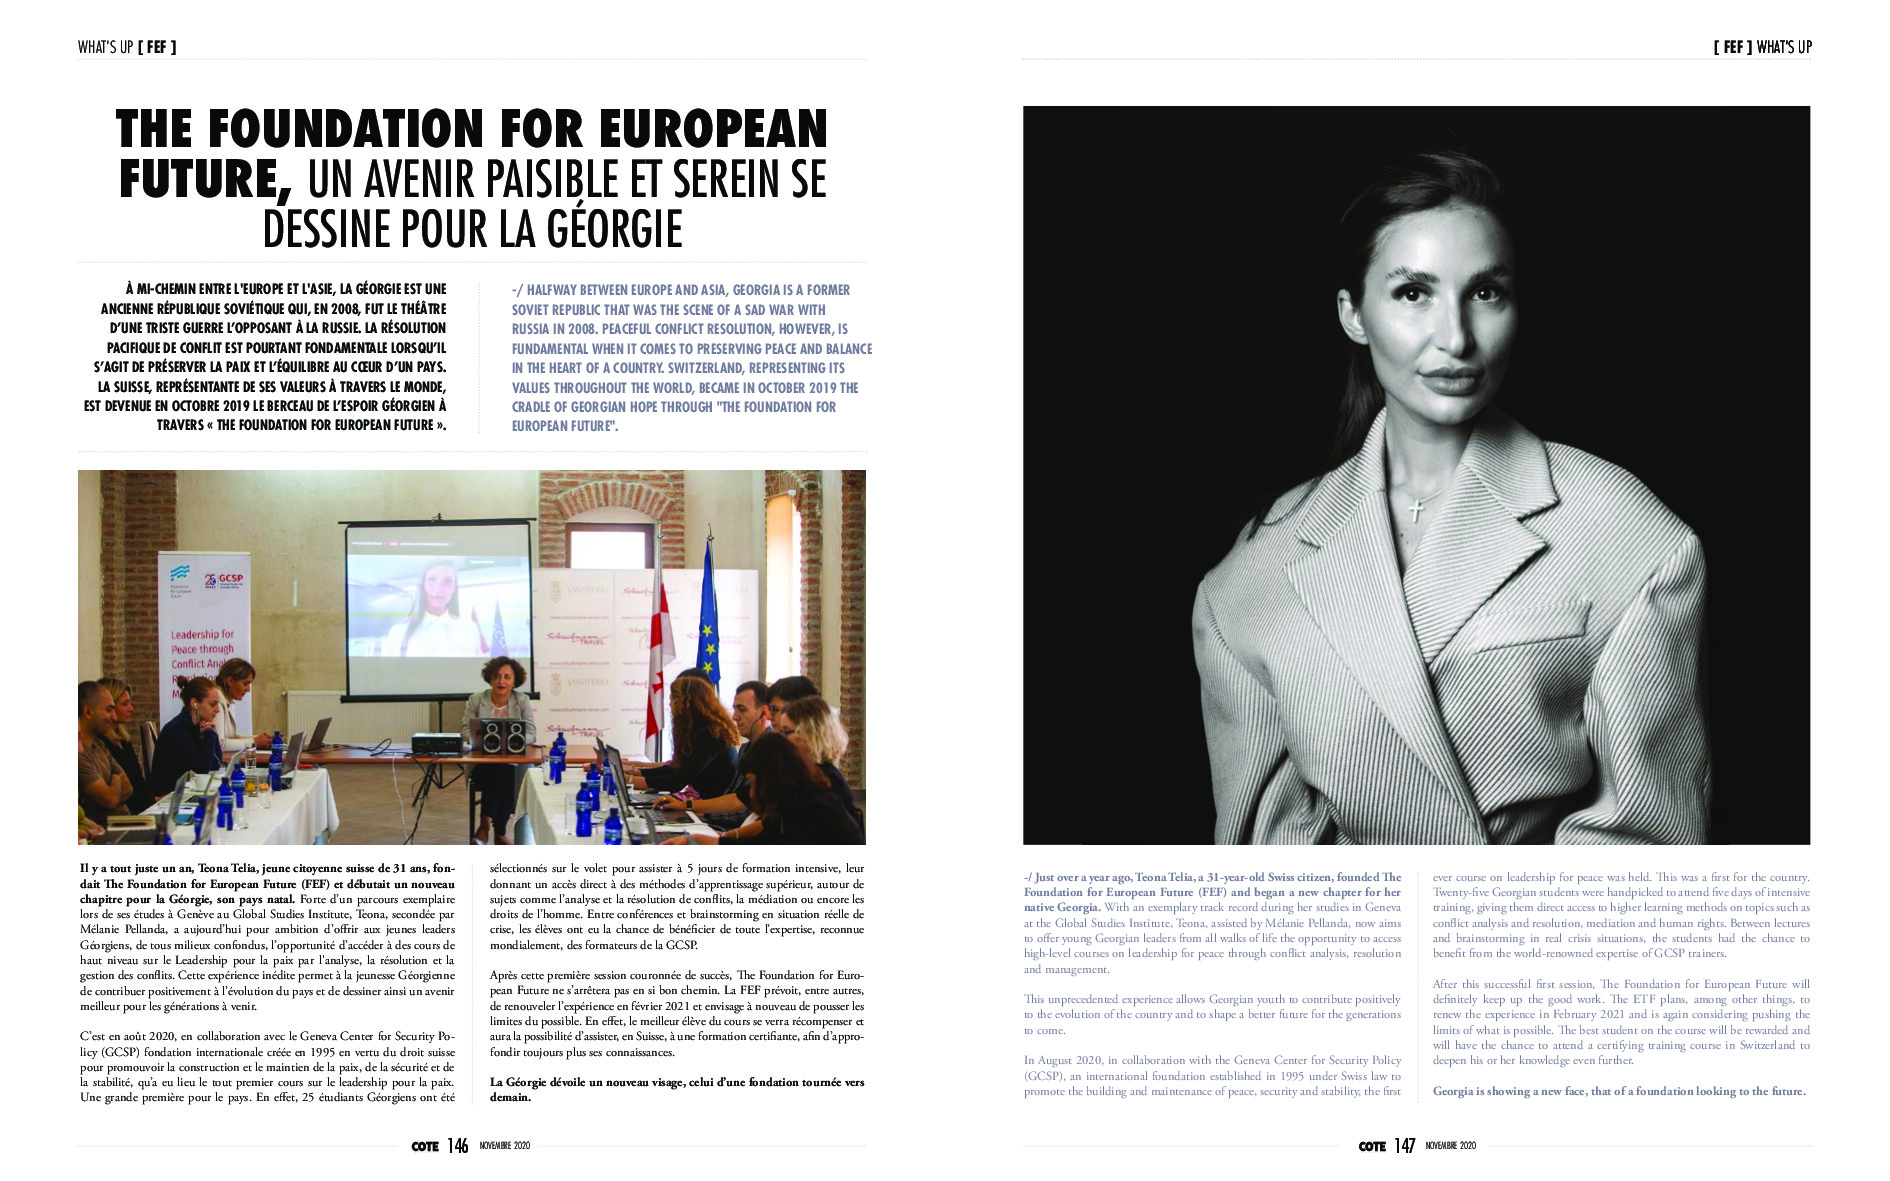 WHAT'S UP [ FEF ]
THE FOUNDATION FOR EUROPEAN
FUTURE, UN AVENIR PAISIBLE ET SEREIN SE
DESSINE POUR LA GÉORGIE
À MI-CHEMIN ENTRE L'EUROPE ET L'ASIE, LA GÉORGIE EST UNE
ANCIENNE RÉPUBLIQUE SOVIÉTIQUE QUI, EN 2008, FUT LE THÉÂTRE
D'UNE TRISTE GUERRE L'OPPOSANT À LA RUSSIE. LA RÉSOLUTION
PACIFIQUE DE CONFLIT EST POURTANT FONDAMENTALE LORSQU'IL
S'AGIT DE PRÉSERVER LA PAIX ET L'ÉQUILIBRE AU CŒUR D'UN PAYS.
LA SUISSE, REPRÉSENTANTE DE SES VALEURS À TRAVERS LE MONDE,
EST DEVENUE EN OCTOBRE 2019 LE BERCEAU DE L'ESPOIR GÉORGIEN À
TRAVERS « THE FOUNDATION FOR EUROPEAN FUTURE ».
-/ HALFWAY BETWEEN EUROPE AND ASIA, GEORGIA IS A FORMER
SOVIET REPUBLIC THAT WAS THE SCENE OF A SAD WAR WITH
RUSSIA IN 2008. PEACEFUL CONFLICT RESOLUTION, HOWEVER, IS
FUNDAMENTAL WHEN IT COMES TO PRESERVING PEACE AND BALANCE
IN THE HEART OF A COUNTRY. SWITZERLAND, REPRESENTING ITS
VALUES THROUGHOUT THE WORLD, BECAME IN OCTOBER 2019 THE
CRADLE OF GEORGIAN HOPE THROUGH "THE FOUNDATION FOR
EUROPEAN FUTURE".
25 GCSP
Leadership for
Peace through
Conflict
VINOTERRA
Schuchmann
TRAVEL
VINOTERRA
Il y a tout juste un an, Teona Telia, jeune citoyenne suisse de 31 ans, fon-
dait The Foundation for European Future (FEF) et débutait un nouveau
chapitre pour la Géorgie, son pays natal. Forte d'un parcours exemplaire
lors de ses études à Genève au Global Studies Institute, Teona, secondée par
Mélanie Pellanda, a aujourd'hui pour ambition d'offrir aux jeunes leaders
Géorgiens, de tous milieux confondus, l'opportunité d'accéder à des cours de
haut niveau sur le Leadership pour la paix par l'analyse, la résolution et la
gestion des conflits. Cette expérience inédite permet à la jeunesse Géorgienne
de contribuer positivement à l'évolution du pays et de dessiner ainsi un avenir
meilleur pour les générations à venir.
C'est en août 2020, en collaboration avec le Geneva Center for Security Po-
licy (GCSP) fondation internationale créée en 1995 en vertu du droit suisse
pour promouvoir la construction et le maintien de la paix, de la sécurité et de
la stabilité, qu'a eu lieu le tout premier cours sur le leadership pour la paix.
Une grande première pour le pays. En effet, 25 étudiants Géorgiens ont été
sélectionnés sur le volet pour assister à 5 jours de formation intensive, leur
donnant un accès direct à des méthodes d'apprentissage supérieur, autour de
sujets comme l'analyse et la résolution de conflits, la médiation ou encore les
droits de l'homme. Entre conférences et brainstorming en situation réelle de
crise, les élèves ont eu la chance de bénéficier de toute l'expertise, reconnue
mondialement, des formateurs de la GCSP.
Après cette première session couronnée de succès, The Foundation for Euro-
pean Future ne s'arrêtera pas en si bon chemin. La FEF prévoit, entre autres,
de renouveler l'expérience en février 2021 et envisage à nouveau de pousser les
limites du possible. En effet, le meilleur élève du cours se verra récompenser et
aura la possibilité d'assister, en Suisse, à une formation certifiante, afin d'appro-
fondir toujours plus ses connaissances.
La Géorgie dévoile un nouveau visage, celui d'une fondation tournée vers
demain.
COTE 146 NOVEMBRE 2020
[ FEF ] WHAT'S UP
-/ Just over a year ago, Teona Telia, a 31-year-old Swiss citizen, founded The
Foundation for European Future (FEF) and began a new chapter for her
native Georgia. With an exemplary track record during her studies in Geneva
at the Global Studies Institute, Teona, assisted by Mélanie Pellanda, now aims
to offer young Georgian leaders from all walks of life the opportunity to access
high-level courses on leadership for peace through conflict analysis, resolution
and management.
This unprecedented experience allows Georgian youth to contribute positively
to the evolution of the country and to shape a better future for the generations
to come.
In August 2020, in collaboration with the Geneva Center for Security Policy
(GCSP), an international foundation established in 1995 under Swiss law to
promote the building and maintenance of peace, security and stability, the first
ever course on leadership for peace was held. This was a first for the country.
Twenty-five Georgian students were handpicked to attend five days of intensive
training, giving them direct access to higher learning methods on topics such as
conflict analysis and resolution, mediation and human rights. Between lectures
and brainstorming in real crisis situations, the students had the chance to
benefit from the world-renowned expertise of GCSP trainers.
After this successful first session, The Foundation for European Future will
definitely keep up the good work. The ETF plans, among other things, to
renew the experience in February 2021 and is again considering pushing the
limits of what is possible. The best student on the course will be rewarded and
will have the chance to attend a certifying training course in Switzerland to
deepen his or her knowledge even further.
Georgia is showing a new face, that of a foundation looking to the future.
COTE 147 NOVEMBRE 2020